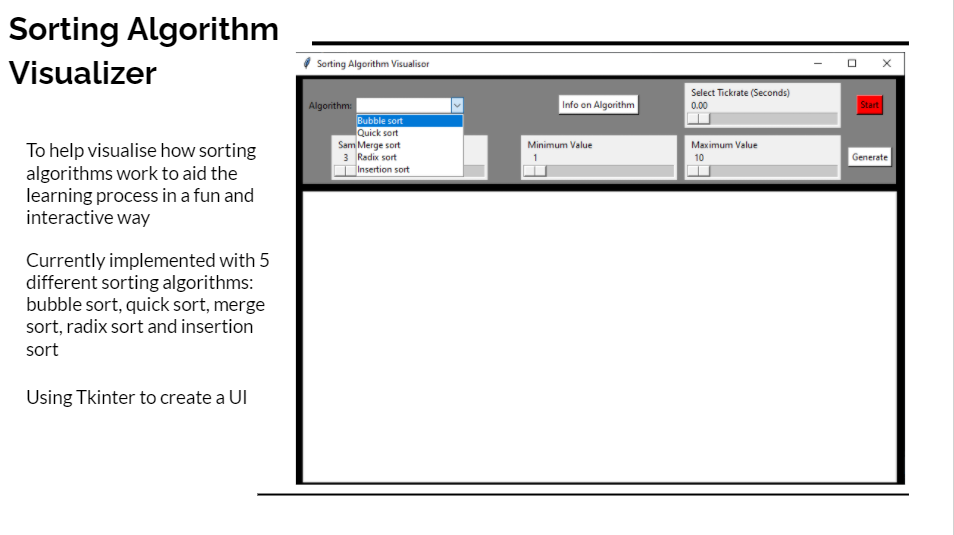 Sorting Algorithm
Visualizer
To help visualise how sorting
algorithms work to aid the
learning process in a fun and
interactive way
Currently implemented with 5
different sorting algorithms:
bubble sort, quick sort, merge
sort, radix sort and insertion
sort
Using Tkinter to create a UI
Sorting Algorithm Visualisor
Algorithm:
Bubble sort
Quick sort
Merge sort
Radix sort
Insertion sort
Info on Algorithm
Select Tickrate (Seconds)
0.00
Start
Sam
3
Minimum Value
1
Maximum Value
10
Generate